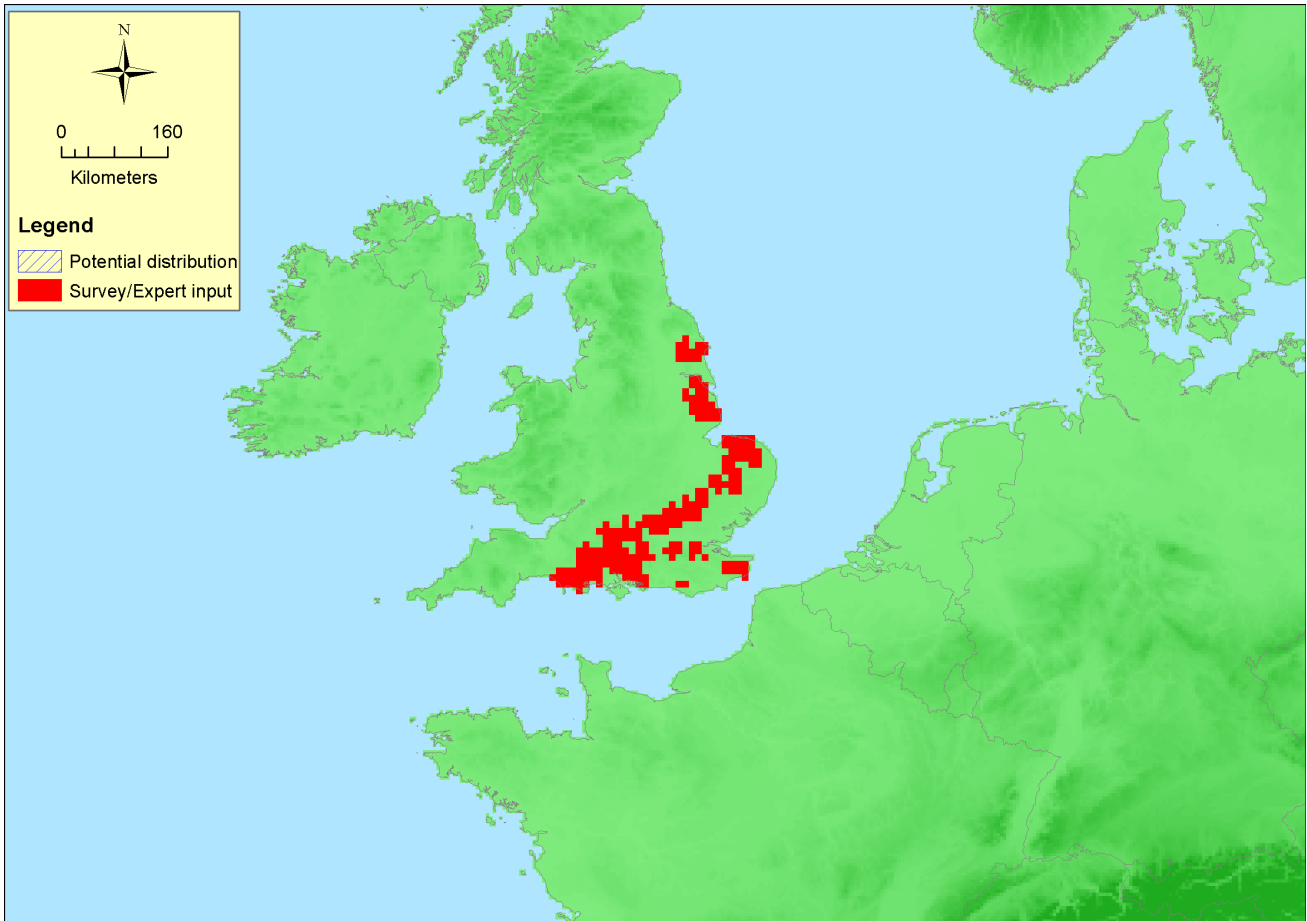 N
0 160
Kilometers
Legend
Potential distribution
Survey/Expert input